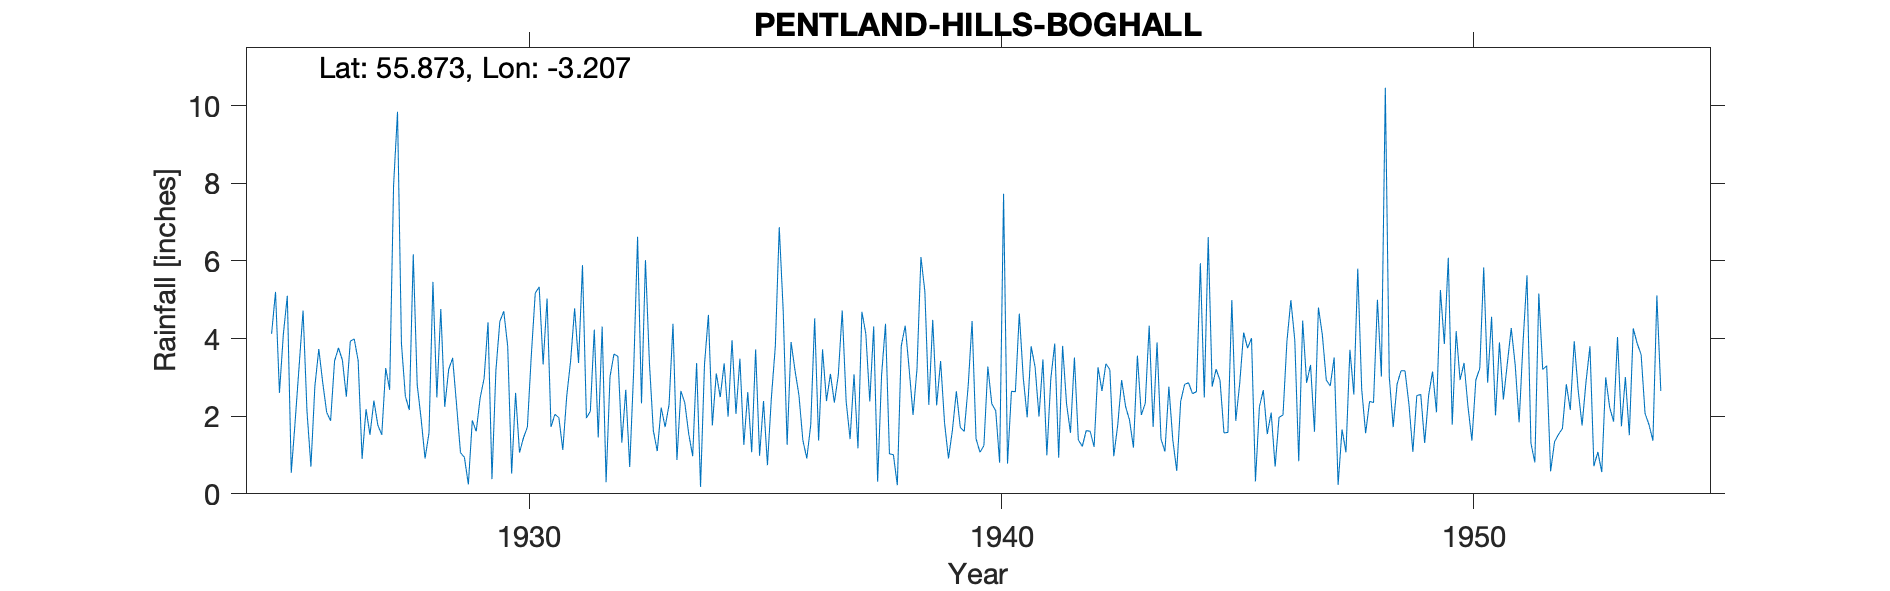 PENTLAND-HILLS-BOGHALL
Lat: 55.873, Lon: -3.207
10
8
6
4
2
0
Rainfall [inches]
1930 1940 1950
Year